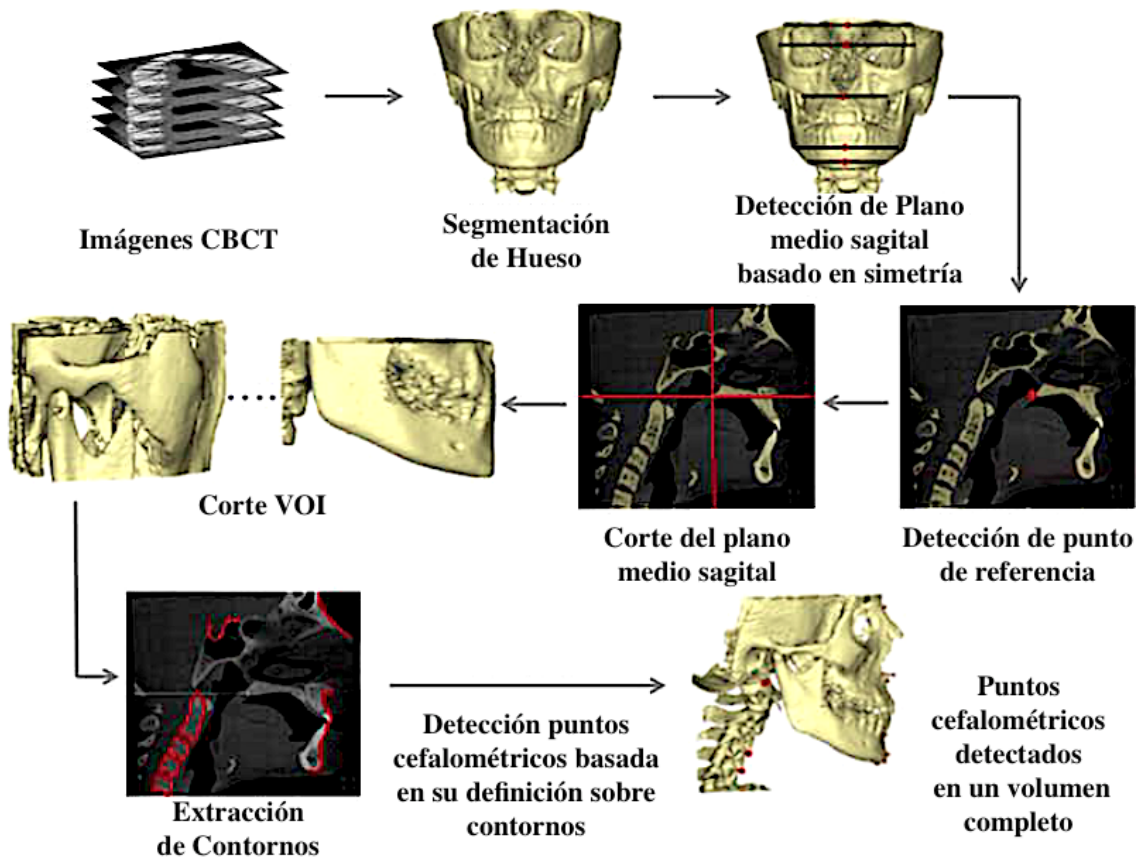 Imágenes CBCT
Segmentación
de Hueso
Detección de Plano
medio sagital
basado en simetría
Detección de punto
de referencia
Corte del plano
medio sagital
Corte VOI
Extracción
de Contornos
Detección puntos
cefalométricos basada
en su definición sobre
contornos
Puntos
cefalométricos
detectados
en un volumen
completo